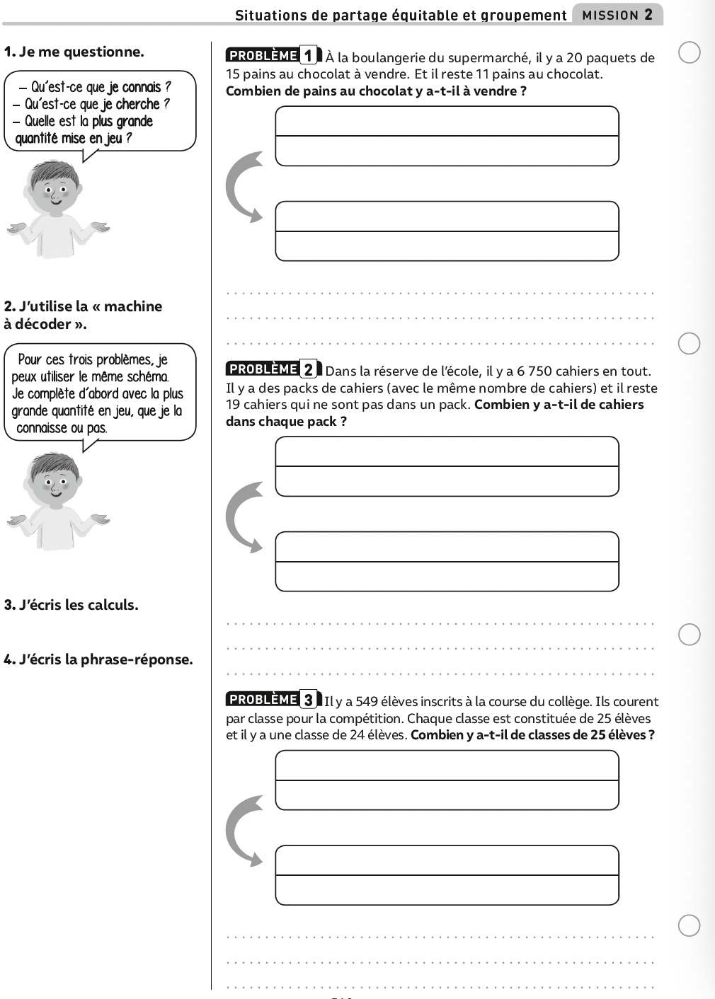 Situations de partage équitable et groupement MISSION 2
1. Je me questionne.
– Qu'est-ce que je connais ?
– Qu'est-ce que je cherche ?
– Quelle est la plus grande
quantité mise en jeu ?
2. J'utilise la « machine
à décoder ».
Pour ces trois problèmes, je
peux utiliser le même schéma.
Je complète d'abord avec la plus
grande quantité en jeu, que je la
connaisse ou pas.
3. J'écris les calculs.
4. J'écris la phrase-réponse.
PROBLÈME 1 À la boulangerie du supermarché, il y a 20 paquets de
15 pains au chocolat à vendre. Et il reste 11 pains au chocolat.
Combien de pains au chocolat y a-t-il à vendre ?
PROBLÈME 2 Dans la réserve de l'école, il y a 6 750 cahiers en tout.
Il y a des packs de cahiers (avec le même nombre de cahiers) et il reste
19 cahiers qui ne sont pas dans un pack. Combien y a-t-il de cahiers
dans chaque pack ?
PROBLÈME 3 Il y a 549 élèves inscrits à la course du collège. Ils courent
par classe pour la compétition. Chaque classe est constituée de 25 élèves
et il y a une classe de 24 élèves. Combien y a-t-il de classes de 25 élèves ?